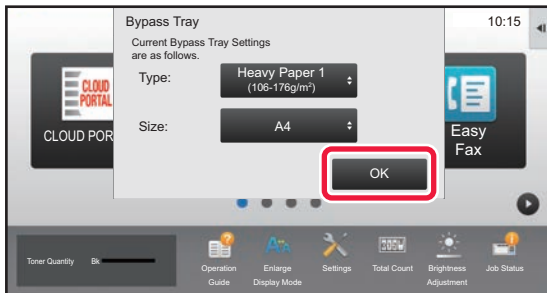 Bypass Tray
10:15
Current Bypass Tray Settings
are as follows.
Type:
Heavy Paper 1
(106-176g/m²)
Size:
A4
OK
CLOUD
PORTAL
CLOUD POR
Easy
Fax
Toner Quantity
Bk
Operation
Guide
Enlarge
Display Mode
Settings
Total Count
Brightness
Adjustment
Job Status